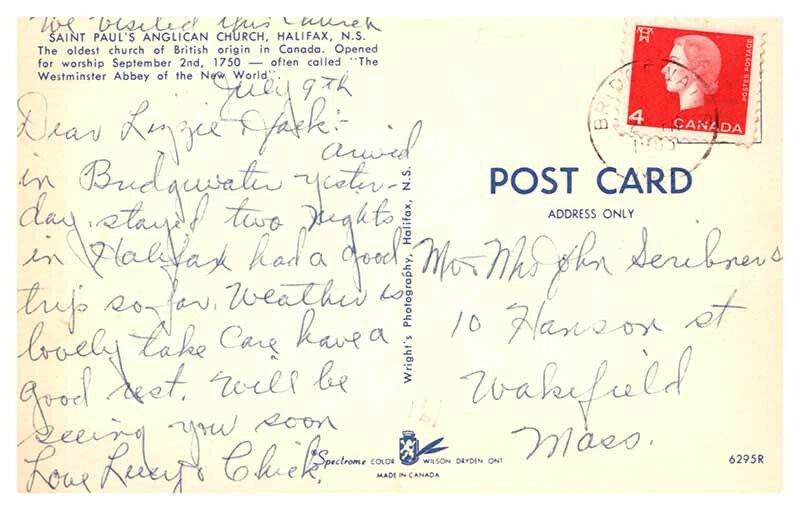 We visited this Church
SAINT PAUL'S ANGLICAN CHURCH, HALIFAX, N.S.
The oldest church of British origin in Canada. Opened
for worship September 2nd, 1750 — often called "The
Westminster Abbey of the New World".
July 9th
Dear Lizzie & Jack:-
arived
in Bridgwater yester-
day. stayed two nights
in Halifax had a good
trip so far. Weather is
lovely take care have a
good rest. Will be
seeing you soon
Love Lucy & Chick.
Wright's Photography, Halifax, N.S.
4
CANADA
POSTES POSTAGE
POST CARD
ADDRESS ONLY
Mr & Mrs John Scribners
10 Hanson st
Wakefield
Mass.
Spectrome COLOR WILSON DRYDEN ONT
MADE IN CANADA
6295R